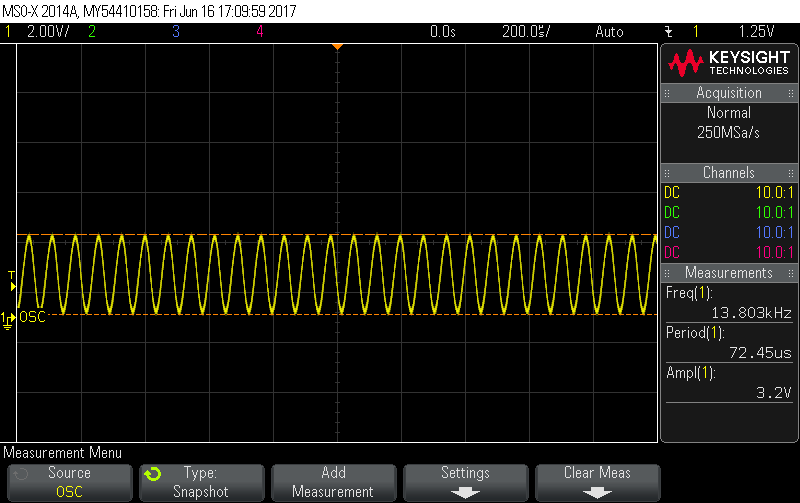 MSO-X 2014A, MY54410158: Fri Jun 16 17:09:59 2017
1 2.00V/ 2 3 4 0.0s 200.0s/ Auto 1 1.25V
KEYSIGHT
TECHNOLOGIES
Acquisition
Normal
250MSa/s
Channels
DC 10.0:1
DC 10.0:1
DC 10.0:1
DC 10.0:1
Measurements
Freq(1):
13.803kHz
Period(1):
72.45us
Ampl(1):
3.2V
T
1 OSC
Measurement Menu
Source
OSC
Type:
Snapshot
Add
Measurement
Settings
Clear Meas